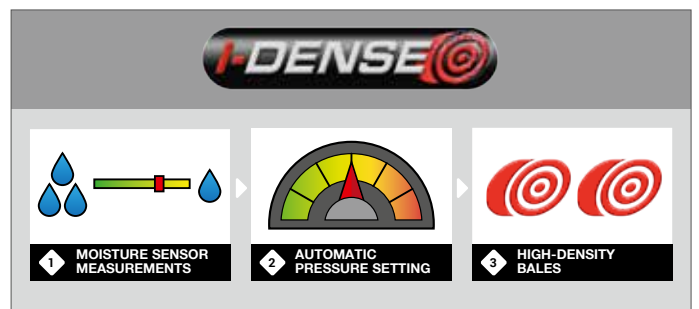 I-DENSE
1 MOISTURE SENSOR
MEASUREMENTS
2 AUTOMATIC
PRESSURE SETTING
3 HIGH-DENSITY
BALES